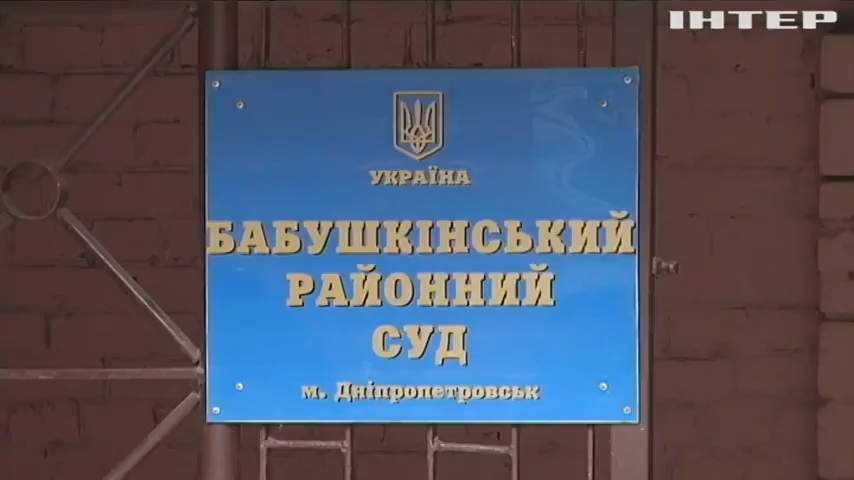 ІНТЕР
УКРАЇНА
БАБУШКІНСЬКИЙ
РАЙОННИЙ
СУД
м. Дніпропетровськ